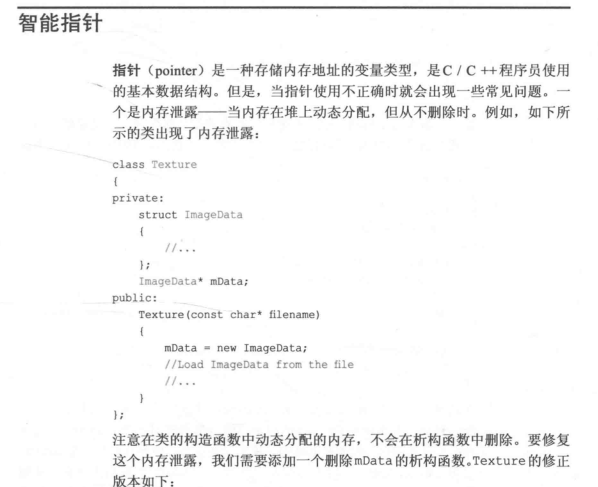 智能指针
指针（pointer）是一种存储内存地址的变量类型，是C / C ++程序员使用
的基本数据结构。但是，当指针使用不正确时就会出现一些常见问题。一
个是内存泄露——当内存在堆上动态分配，但从不删除时。例如，如下所
示的类出现了内存泄露：
class Texture
{
private:
    struct ImageData
    {
        //...
    };
    ImageData* mData;
public:
    Texture(const char* filename)
    {
        mData = new ImageData;
        //Load ImageData from the file
        //...
    }
};
注意在类的构造函数中动态分配的内存，不会在析构函数中删除。要修复
这个内存泄露，我们需要添加一个删除mData的析构函数。Texture的修正
版本如下：